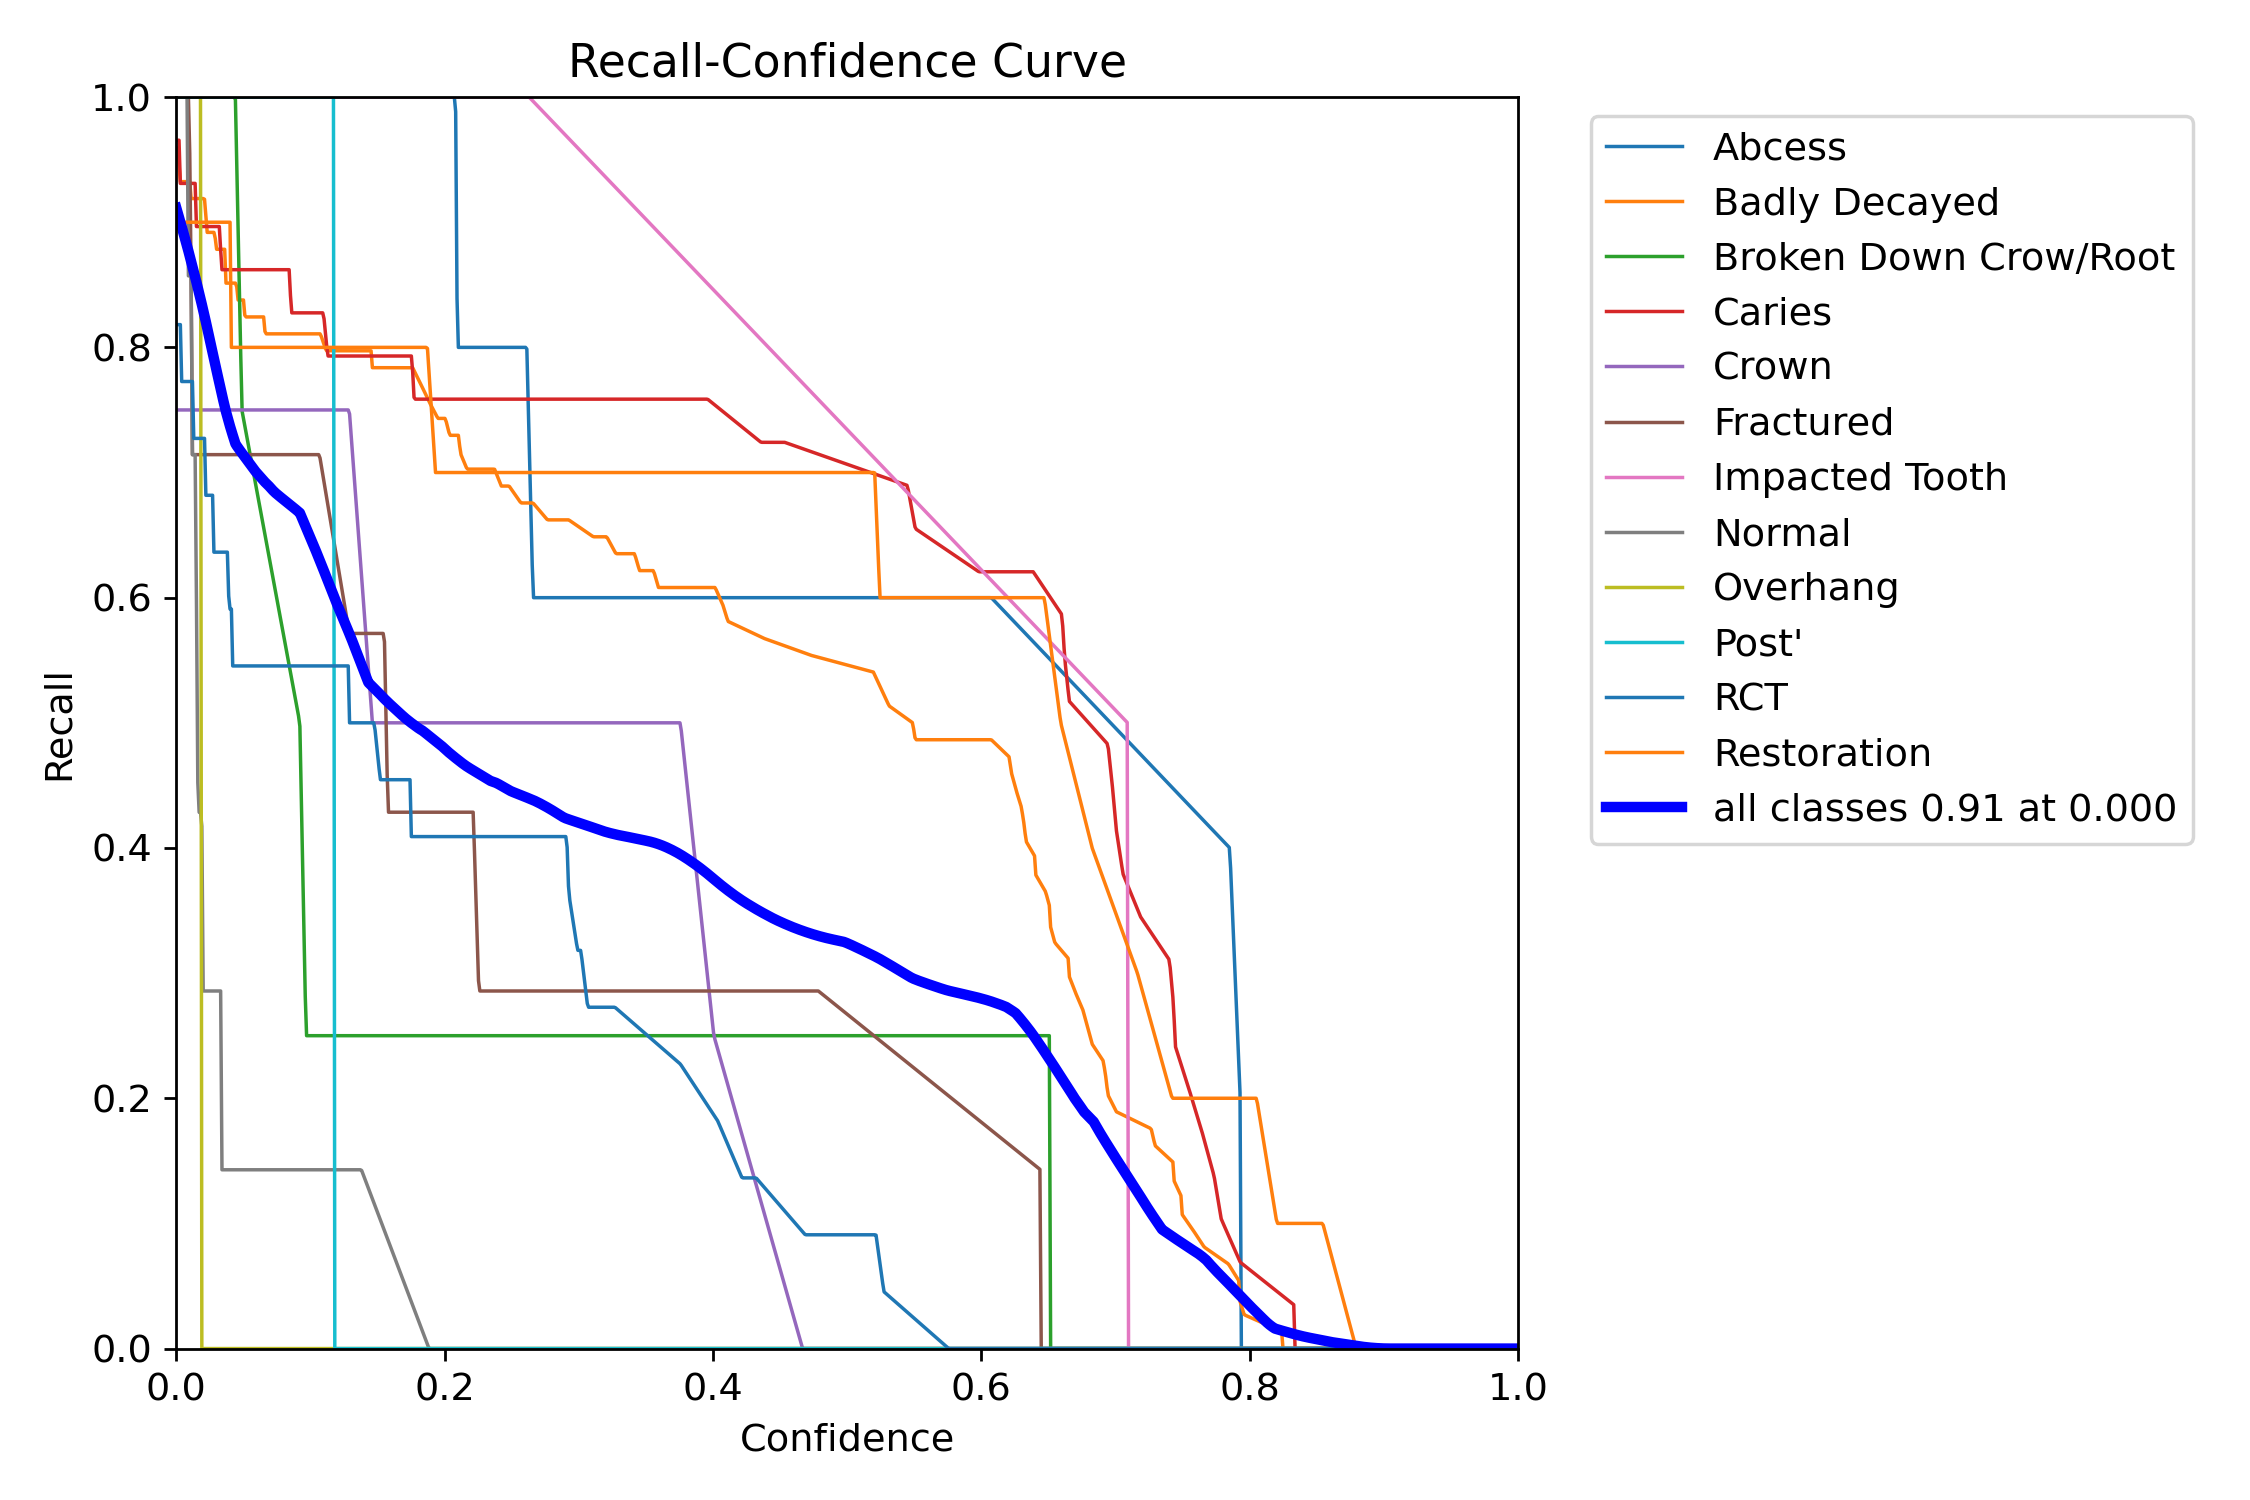 Recall-Confidence Curve
1.0
0.8
0.6
0.4
0.2
0.0
Recall
0.0 0.2 0.4 0.6 0.8 1.0
Confidence
Abcess
Badly Decayed
Broken Down Crow/Root
Caries
Crown
Fractured
Impacted Tooth
Normal
Overhang
Post'
RCT
Restoration
all classes 0.91 at 0.000